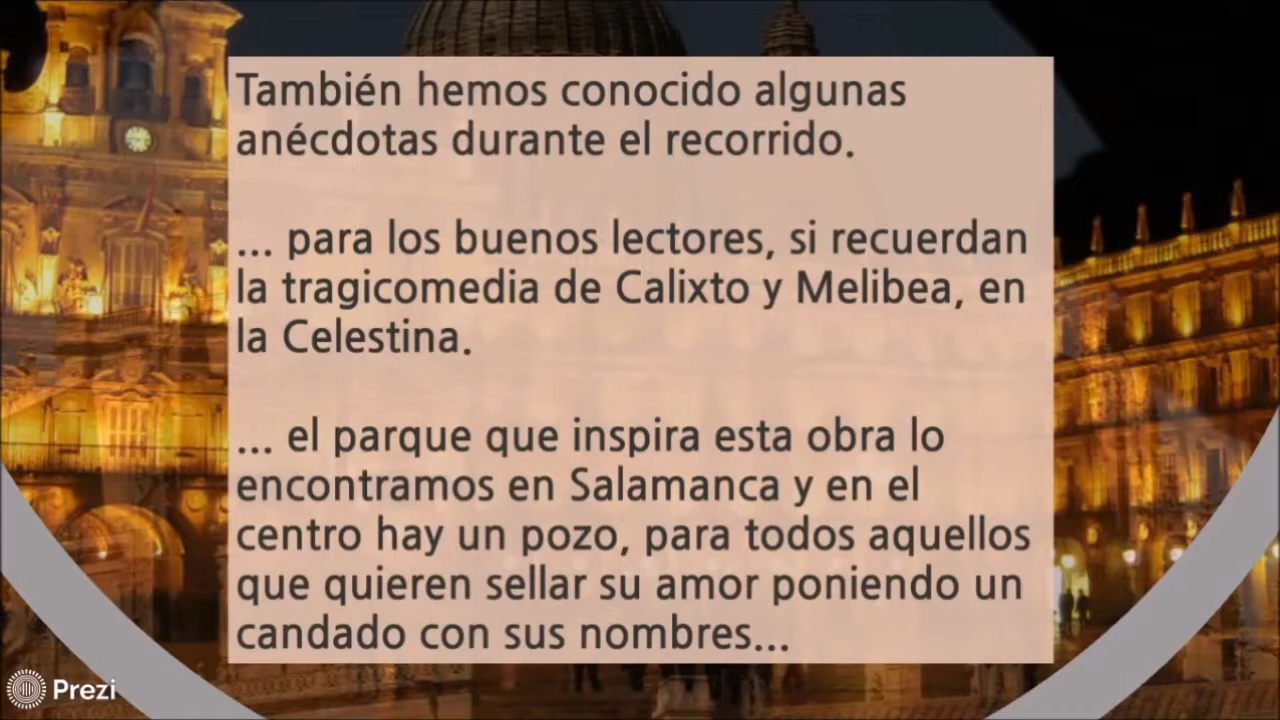 También hemos conocido algunas
anécdotas durante el recorrido.
... para los buenos lectores, si recuerdan
la tragicomedia de Calixto y Melibea, en
la Celestina.
... el parque que inspira esta obra lo
encontramos en Salamanca y en el
centro hay un pozo, para todos aquellos
que quieren sellar su amor poniendo un
candado con sus nombres...
Prezi